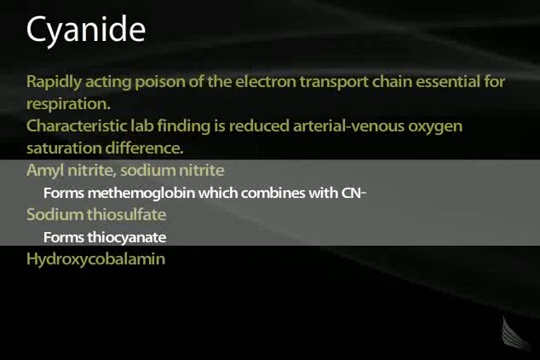 Cyanide
Rapidly acting poison of the electron transport chain essential for
respiration.
Characteristic lab finding is reduced arterial-venous oxygen
saturation difference.
Amyl nitrite, sodium nitrite
Forms methemoglobin which combines with CN-
Sodium thiosulfate
Forms thiocyanate
Hydroxycobalamin